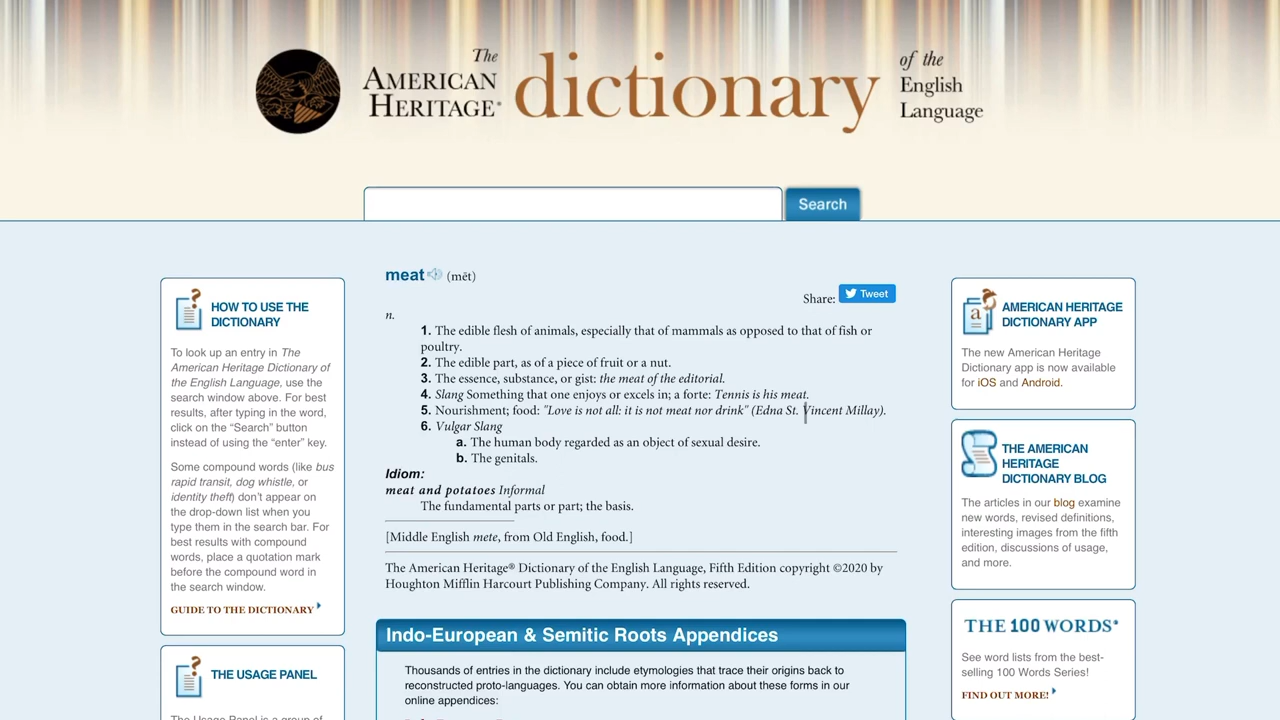 The
AMERICAN
HERITAGE®
dictionary
of the
English
Language
Search
HOW TO USE THE
DICTIONARY
To look up an entry in The
American Heritage Dictionary of
the English Language, use the
search window above. For best
results, after typing in the word,
click on the “Search” button
instead of using the “enter” key.
Some compound words (like bus
rapid transit, dog whistle, or
identity theft) don’t appear on
the drop-down list when you
type them in the search bar. For
best results with compound
words, place a quotation mark
before the compound word in
the search window.
GUIDE TO THE DICTIONARY
THE USAGE PANEL
The Usage Panel is a group of
meat (mēt)
Share: Tweet
n.
1. The edible flesh of animals, especially that of mammals as opposed to that of fish or
poultry.
2. The edible part, as of a piece of fruit or a nut.
3. The essence, substance, or gist: the meat of the editorial.
4. Slang Something that one enjoys or excels in; a forte: Tennis is his meat.
5. Nourishment; food: "Love is not all: it is not meat nor drink" (Edna St. Vincent Millay).
6. Vulgar Slang
a. The human body regarded as an object of sexual desire.
b. The genitals.
Idiom:
meat and potatoes Informal
The fundamental parts or part; the basis.
[Middle English mete, from Old English, food.]
The American Heritage® Dictionary of the English Language, Fifth Edition copyright ©2020 by
Houghton Mifflin Harcourt Publishing Company. All rights reserved.
Indo-European & Semitic Roots Appendices
Thousands of entries in the dictionary include etymologies that trace their origins back to
reconstructed proto-languages. You can obtain more information about these forms in our
online appendices:
AMERICAN HERITAGE
DICTIONARY APP
The new American Heritage
Dictionary app is now available
for iOS and Android.
THE AMERICAN
HERITAGE
DICTIONARY BLOG
The articles in our blog examine
new words, revised definitions,
interesting images from the fifth
edition, discussions of usage,
and more.
THE 100 WORDS®
See word lists from the best-
selling 100 Words Series!
FIND OUT MORE!